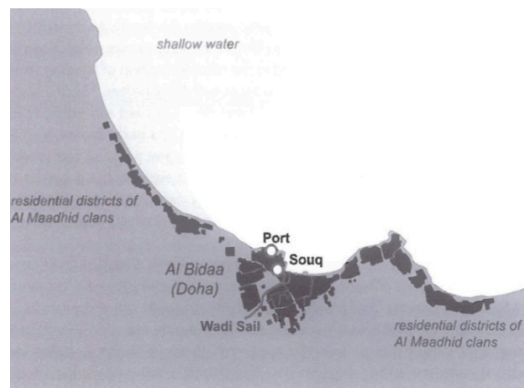 shallow water
residential districts of
Al Maadhid clans
Port
Souq
Al Bidaa
(Doha)
Wadi Sail
residential districts of
Al Maadhid clans